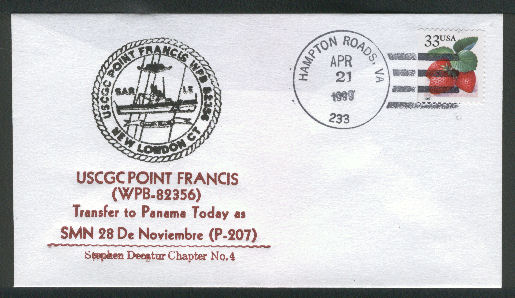 USCGC POINT FRANCIS WPB 82356
SAR LE
NEW LONDON CT
HAMPTON ROADS, VA
APR
21
1999
233
33USA
USCGC POINT FRANCIS
(WPB-82356)
Transfer to Panama Today as
SMN 28 De Noviembre (P-207)
Stephen Decatur Chapter No. 4